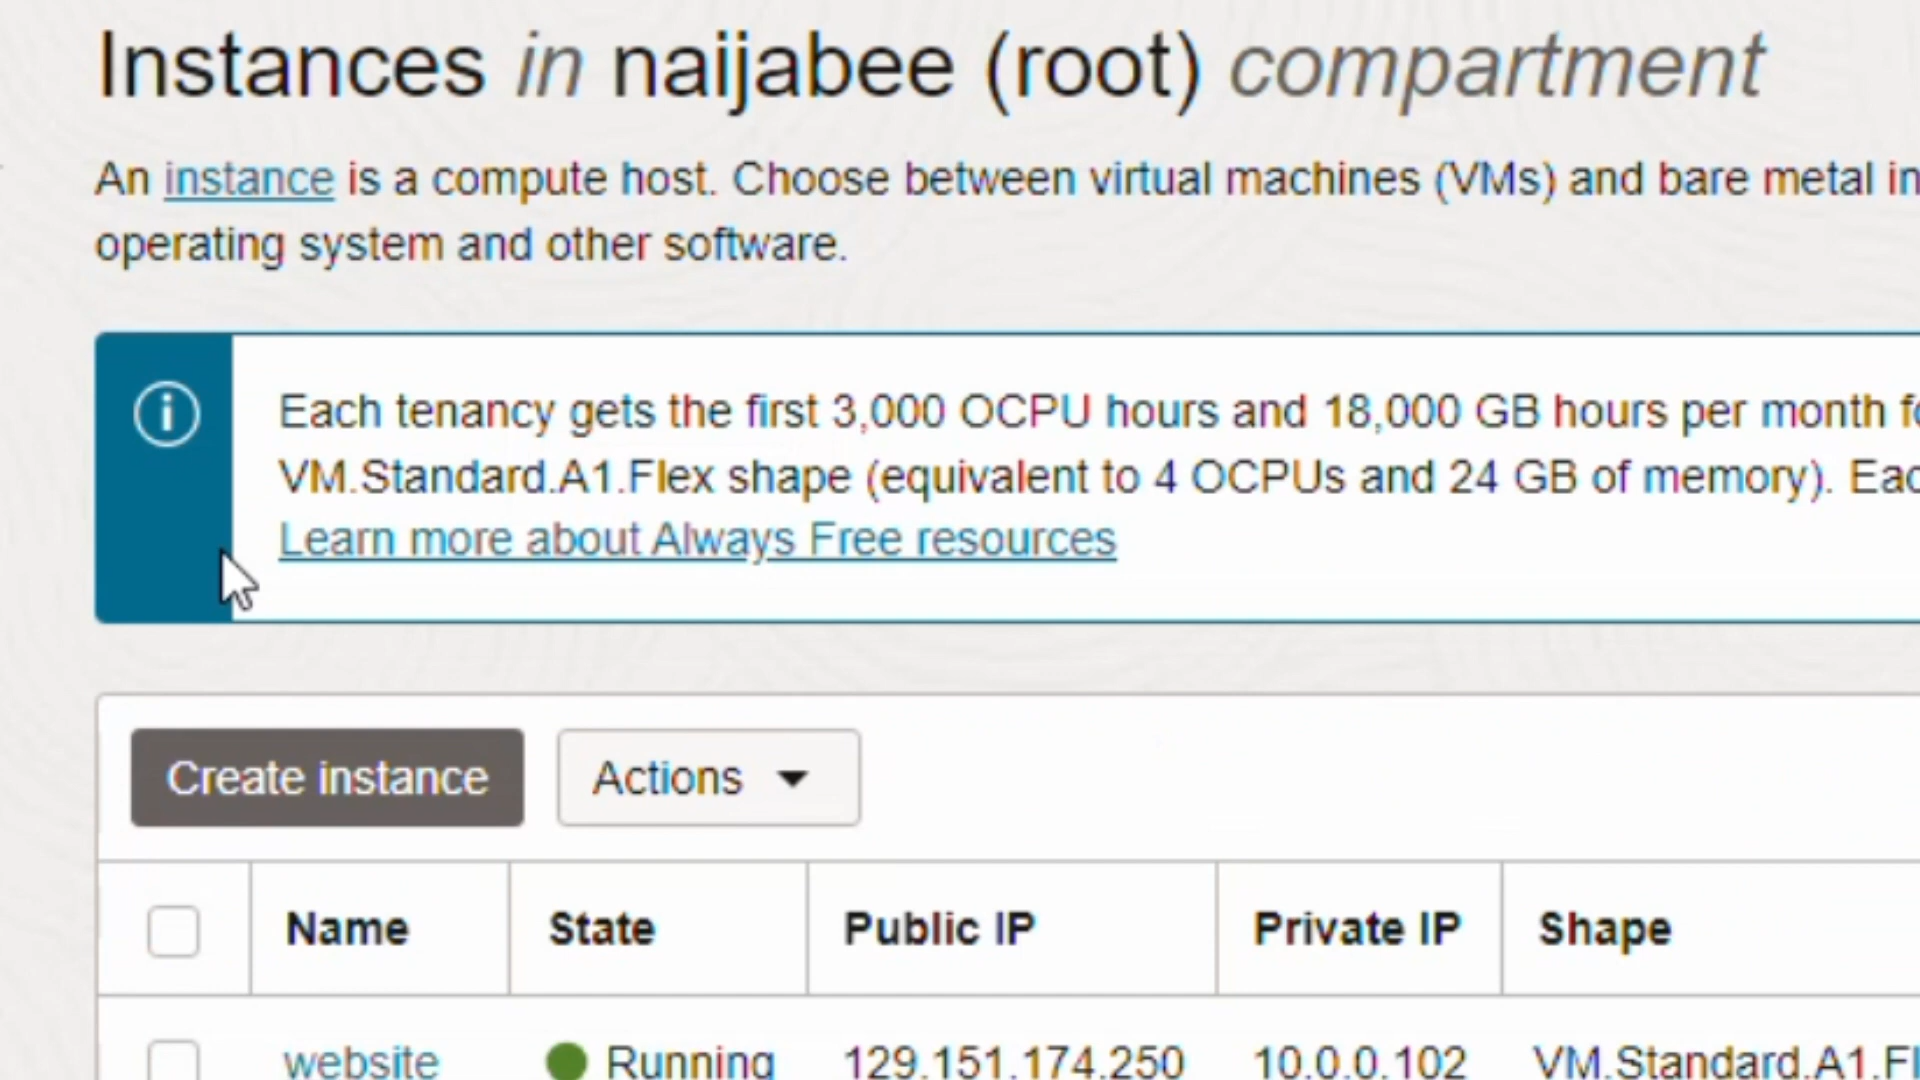 Instances in naijabee (root) compartment
An instance is a compute host. Choose between virtual machines (VMs) and bare metal
operating system and other software.
Each tenancy gets the first 3,000 OCPU hours and 18,000 GB hours per month
VM.Standard.A1.Flex shape (equivalent to 4 OCPUs and 24 GB of memory).
Learn more about Always Free resources
Create instance
Actions
Name State Public IP Private IP Shape
website Running 129.151.174.250 10.0.0.102 VM.Standard.A1.Fl